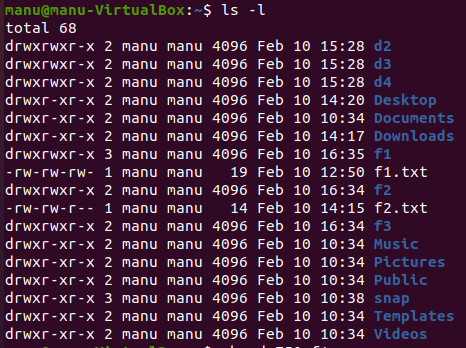 manu@manu-VirtualBox:~$ ls -l
total 68
drwxrwxr-x 2 manu manu 4096 Feb 10 15:28 d2
drwxrwxr-x 2 manu manu 4096 Feb 10 15:28 d3
drwxrwxr-x 2 manu manu 4096 Feb 10 15:28 d4
drwxr-xr-x 2 manu manu 4096 Feb 10 14:20 Desktop
drwxr-xr-x 2 manu manu 4096 Feb 10 10:34 Documents
drwxr-xr-x 2 manu manu 4096 Feb 10 14:17 Downloads
drwxrwxr-x 3 manu manu 4096 Feb 10 16:35 f1
-rw-rw-rw- 1 manu manu   19 Feb 10 12:50 f1.txt
drwxrwxr-x 2 manu manu 4096 Feb 10 16:34 f2
-rw-rw-r-- 1 manu manu   14 Feb 10 14:15 f2.txt
drwxrwxr-x 2 manu manu 4096 Feb 10 16:34 f3
drwxr-xr-x 2 manu manu 4096 Feb 10 10:34 Music
drwxr-xr-x 2 manu manu 4096 Feb 10 10:34 Pictures
drwxr-xr-x 2 manu manu 4096 Feb 10 10:34 Public
drwxr-xr-x 3 manu manu 4096 Feb 10 10:38 snap
drwxr-xr-x 2 manu manu 4096 Feb 10 10:34 Templates
drwxr-xr-x 2 manu manu 4096 Feb 10 10:34 Videos